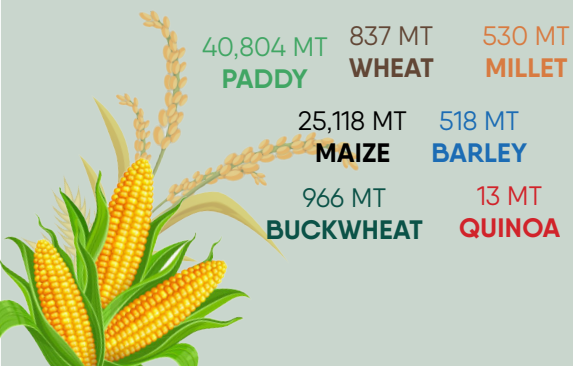 40,804 MT
PADDY
837 MT
WHEAT
530 MT
MILLET
25,118 MT
MAIZE
518 MT
BARLEY
966 MT
BUCKWHEAT
13 MT
QUINOA